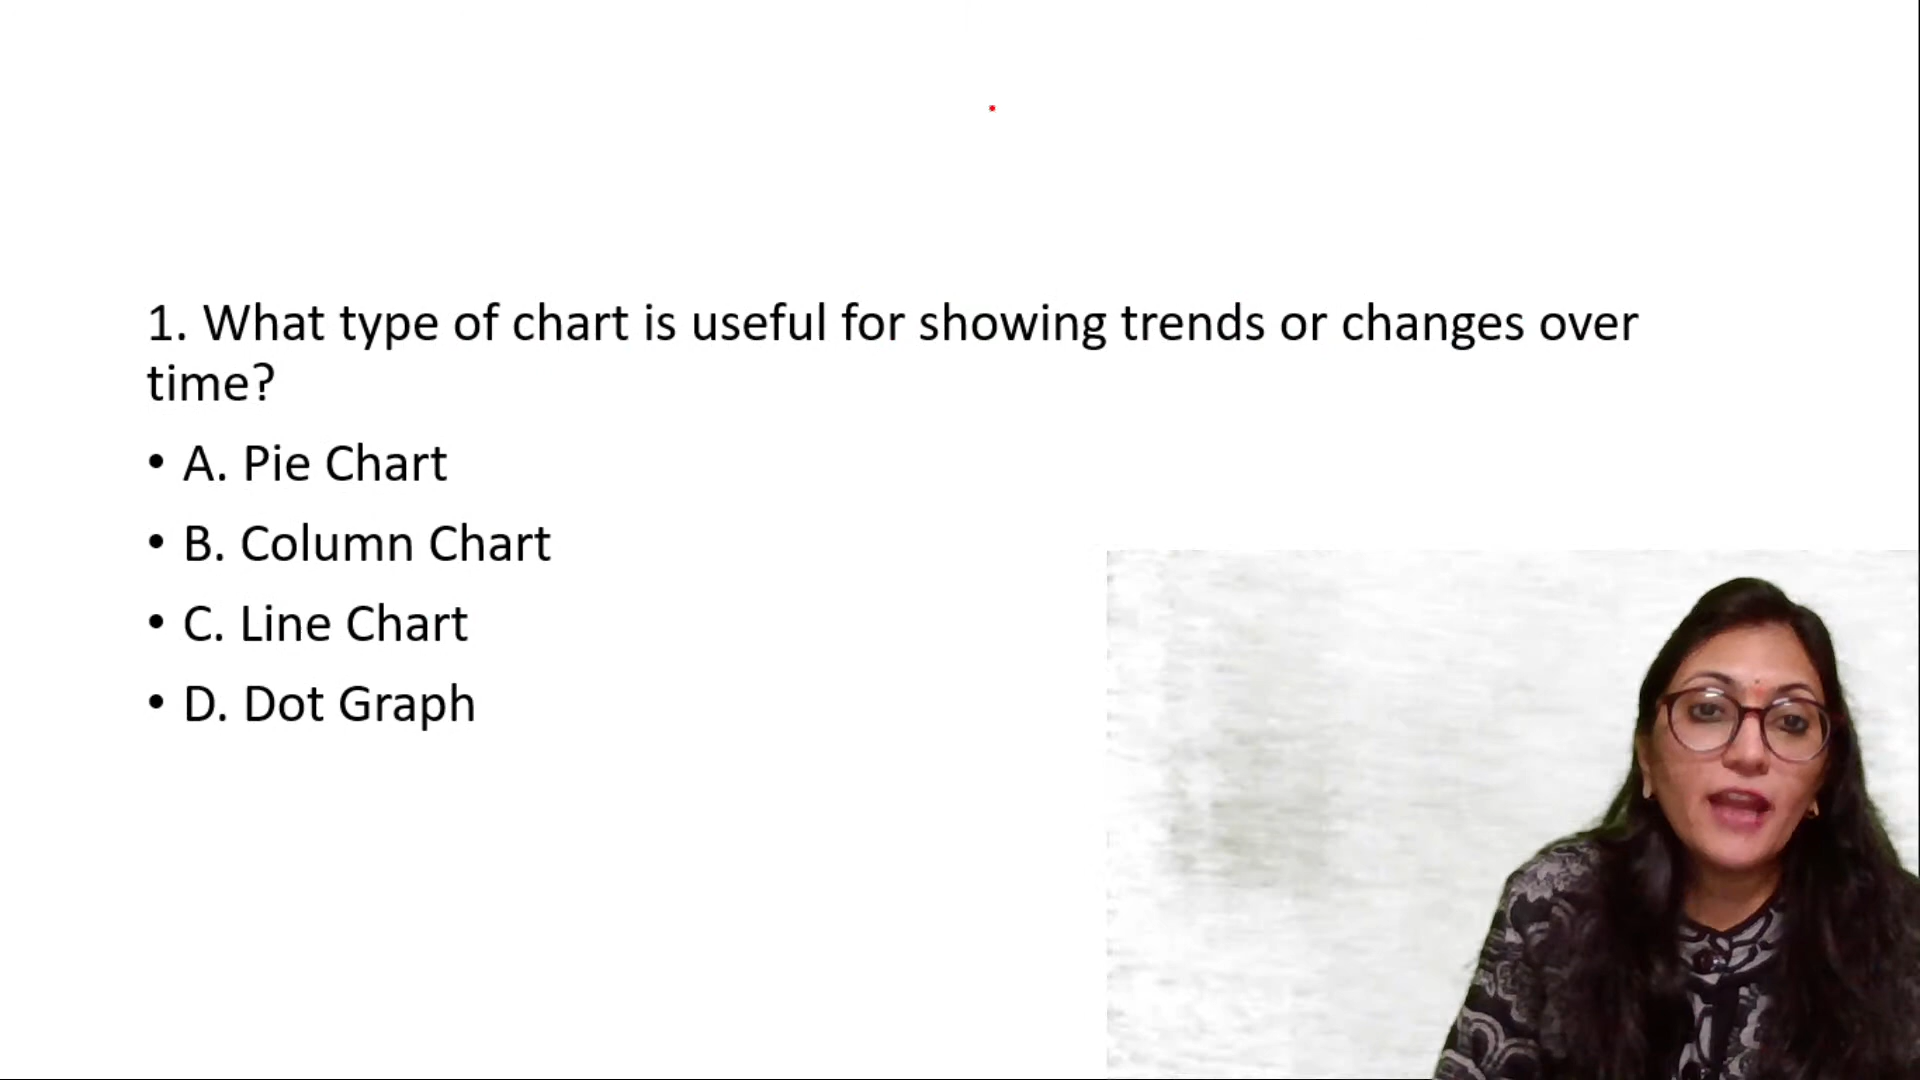 1. What type of chart is useful for showing trends or changes over
time?
• A. Pie Chart
• B. Column Chart
• C. Line Chart
• D. Dot Graph